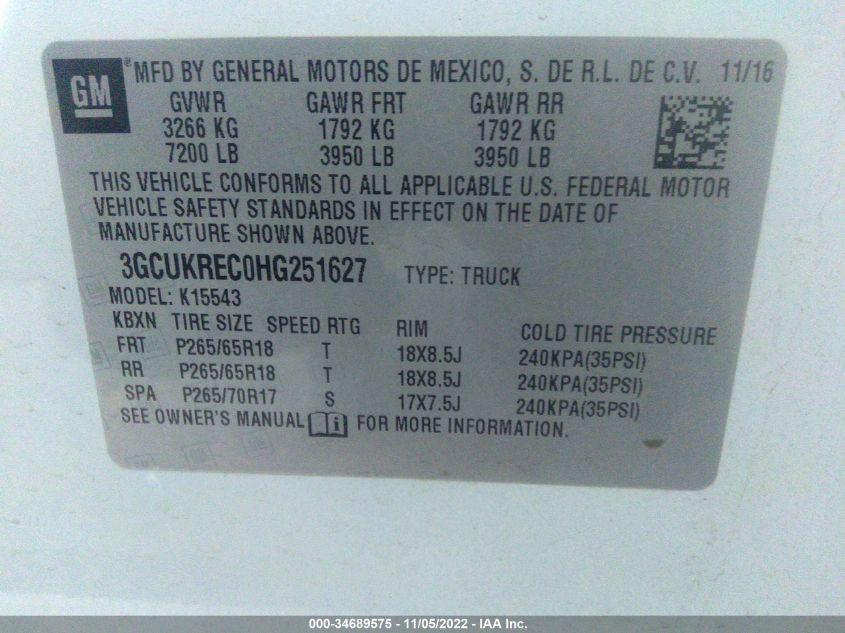 GM ® MFD BY GENERAL MOTORS DE MEXICO, S. DE R.L. DE C.V. 11/16
GVWR GAWR FRT GAWR RR
3266 KG 1792 KG 1792 KG
7200 LB 3950 LB 3950 LB
THIS VEHICLE CONFORMS TO ALL APPLICABLE U.S. FEDERAL MOTOR
VEHICLE SAFETY STANDARDS IN EFFECT ON THE DATE OF
MANUFACTURE SHOWN ABOVE.
3GCUKREC0HG251627 TYPE: TRUCK
MODEL: K15543
KBXN TIRE SIZE SPEED RTG RIM COLD TIRE PRESSURE
FRT P265/65R18 T 18X8.5J 240KPA(35PSI)
RR P265/65R18 T 18X8.5J 240KPA(35PSI)
SPA P265/70R17 S 17X7.5J 240KPA(35PSI)
SEE OWNER'S MANUAL FOR MORE INFORMATION.
000-34689575 - 11/05/2022 - IAA Inc.